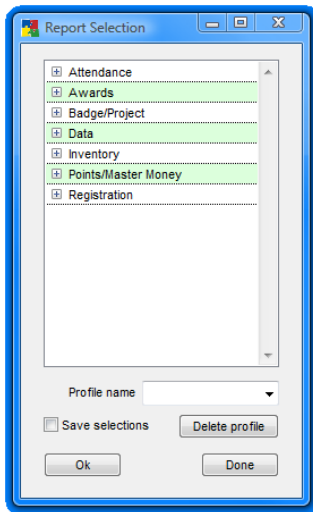 Report Selection
Attendance
Awards
Badge/Project
Data
Inventory
Points/Master Money
Registration
Profile name
Save selections
Delete profile
Ok
Done